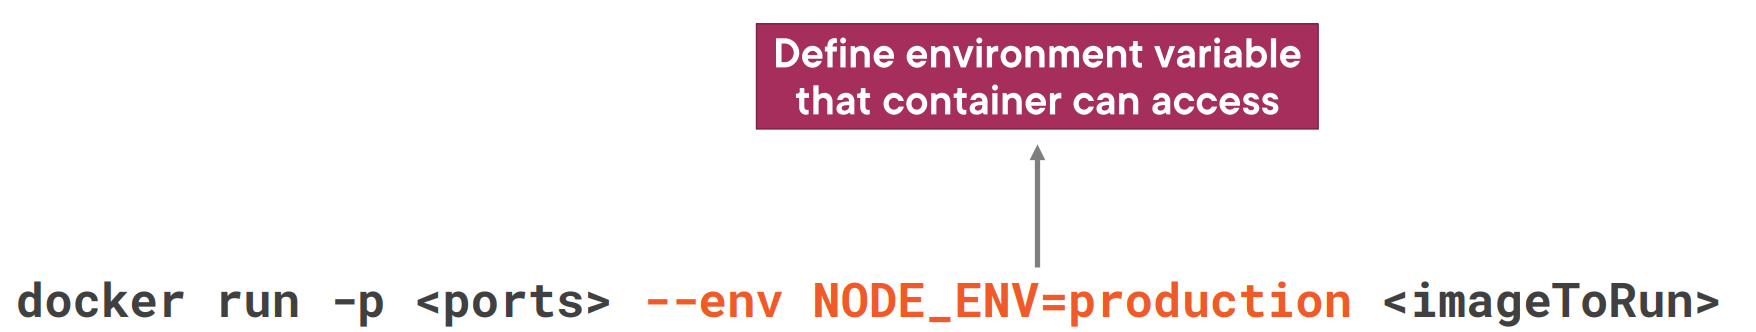 Define environment variable
that container can access
docker run -p <ports> --env NODE_ENV=production <imageToRun>